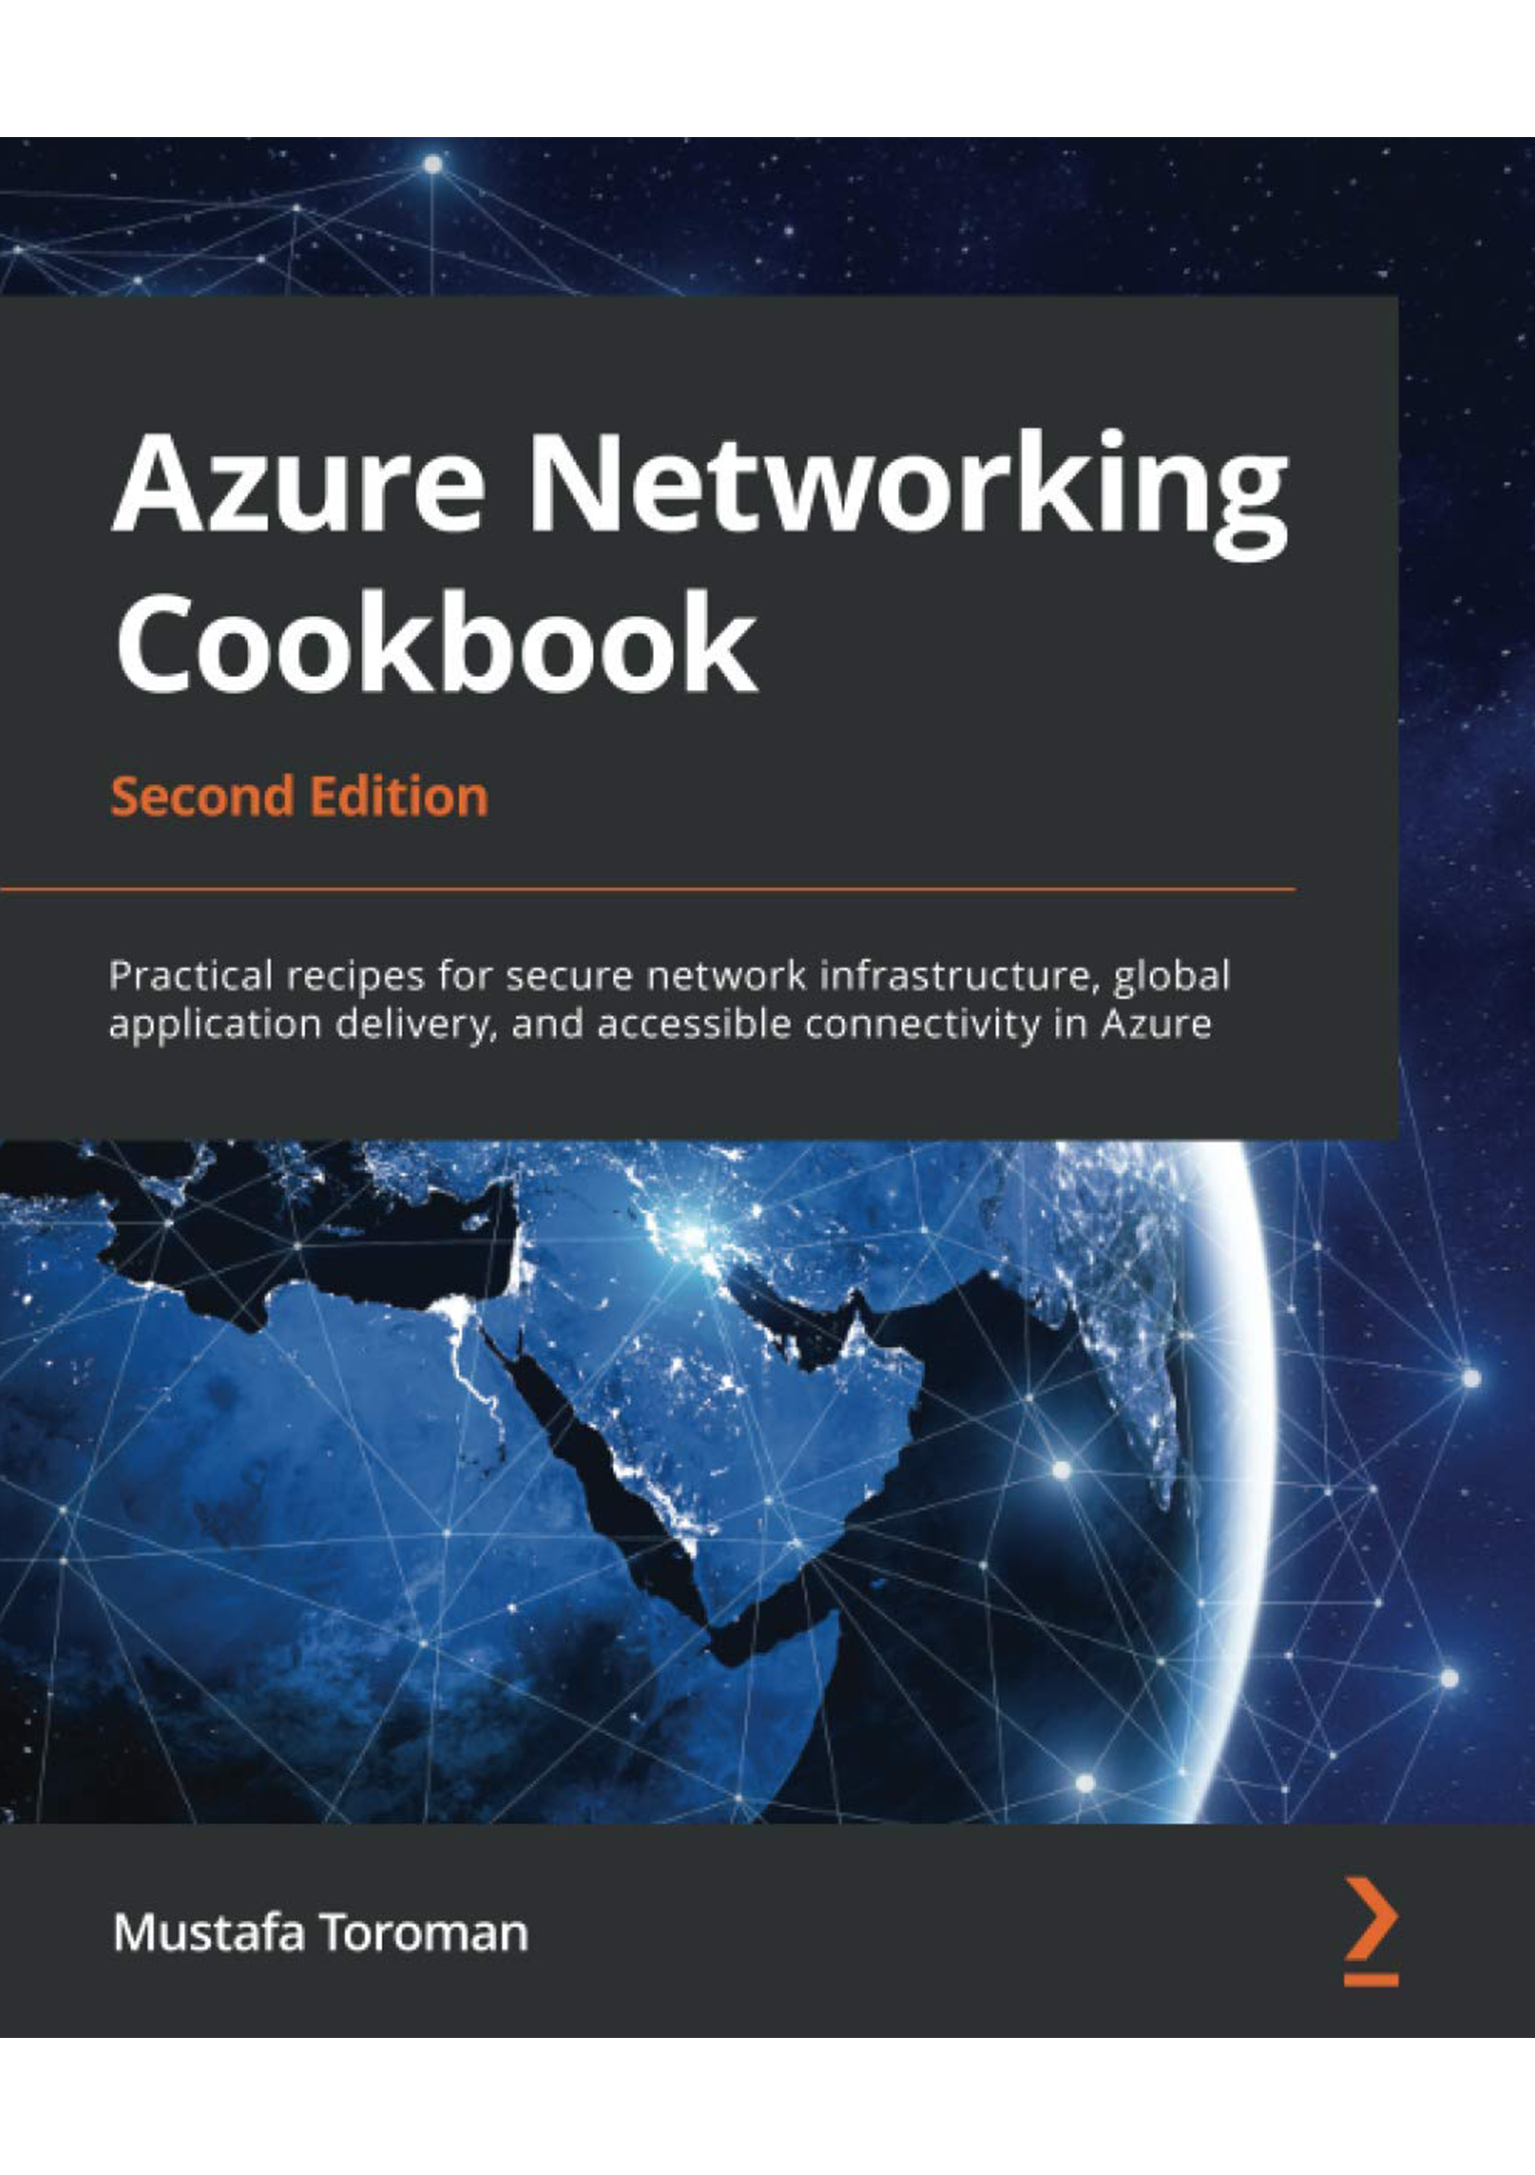 Azure Networking
Cookbook
Second Edition
Practical recipes for secure network infrastructure, global
application delivery, and accessible connectivity in Azure
Mustafa Toroman